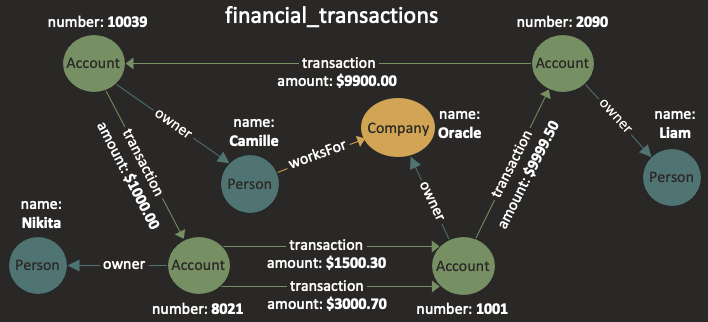 financial_transactions
number: 10039
number: 2090
Account
transaction
amount: $9900.00
Account
owner
name:
Camille
Company
name:
Oracle
owner
name:
Liam
transaction
amount: $1000.00
worksFor
transaction
amount: $9999.50
Person
Person
name:
Nikita
owner
Person
owner
Account
transaction
amount: $1500.30
Account
transaction
amount: $3000.70
number: 8021
number: 1001